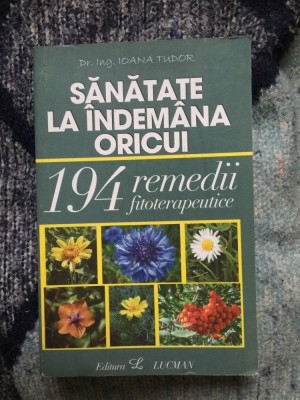 Dr. Ing. IOANA TUDOR
SĂNĂTATE
LA ÎNDEMÂNA
ORICUI
194 remedii
fitoterapeutice
Editura L LUCMAN